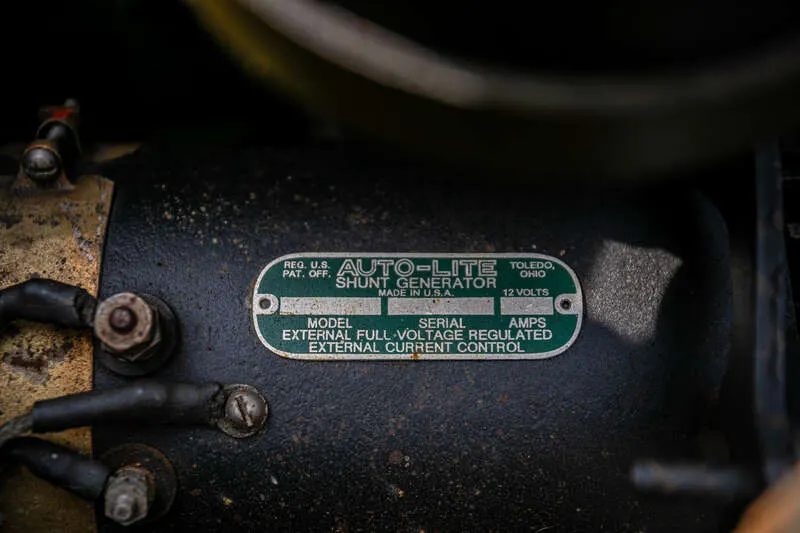 REG. U.S. AUTO-LITE TOLEDO,
PAT. OFF. SHUNT GENERATOR OHIO
MADE IN U.S.A. 12 VOLTS
MODEL SERIAL AMPS
EXTERNAL FULL-VOLTAGE REGULATED
EXTERNAL CURRENT CONTROL